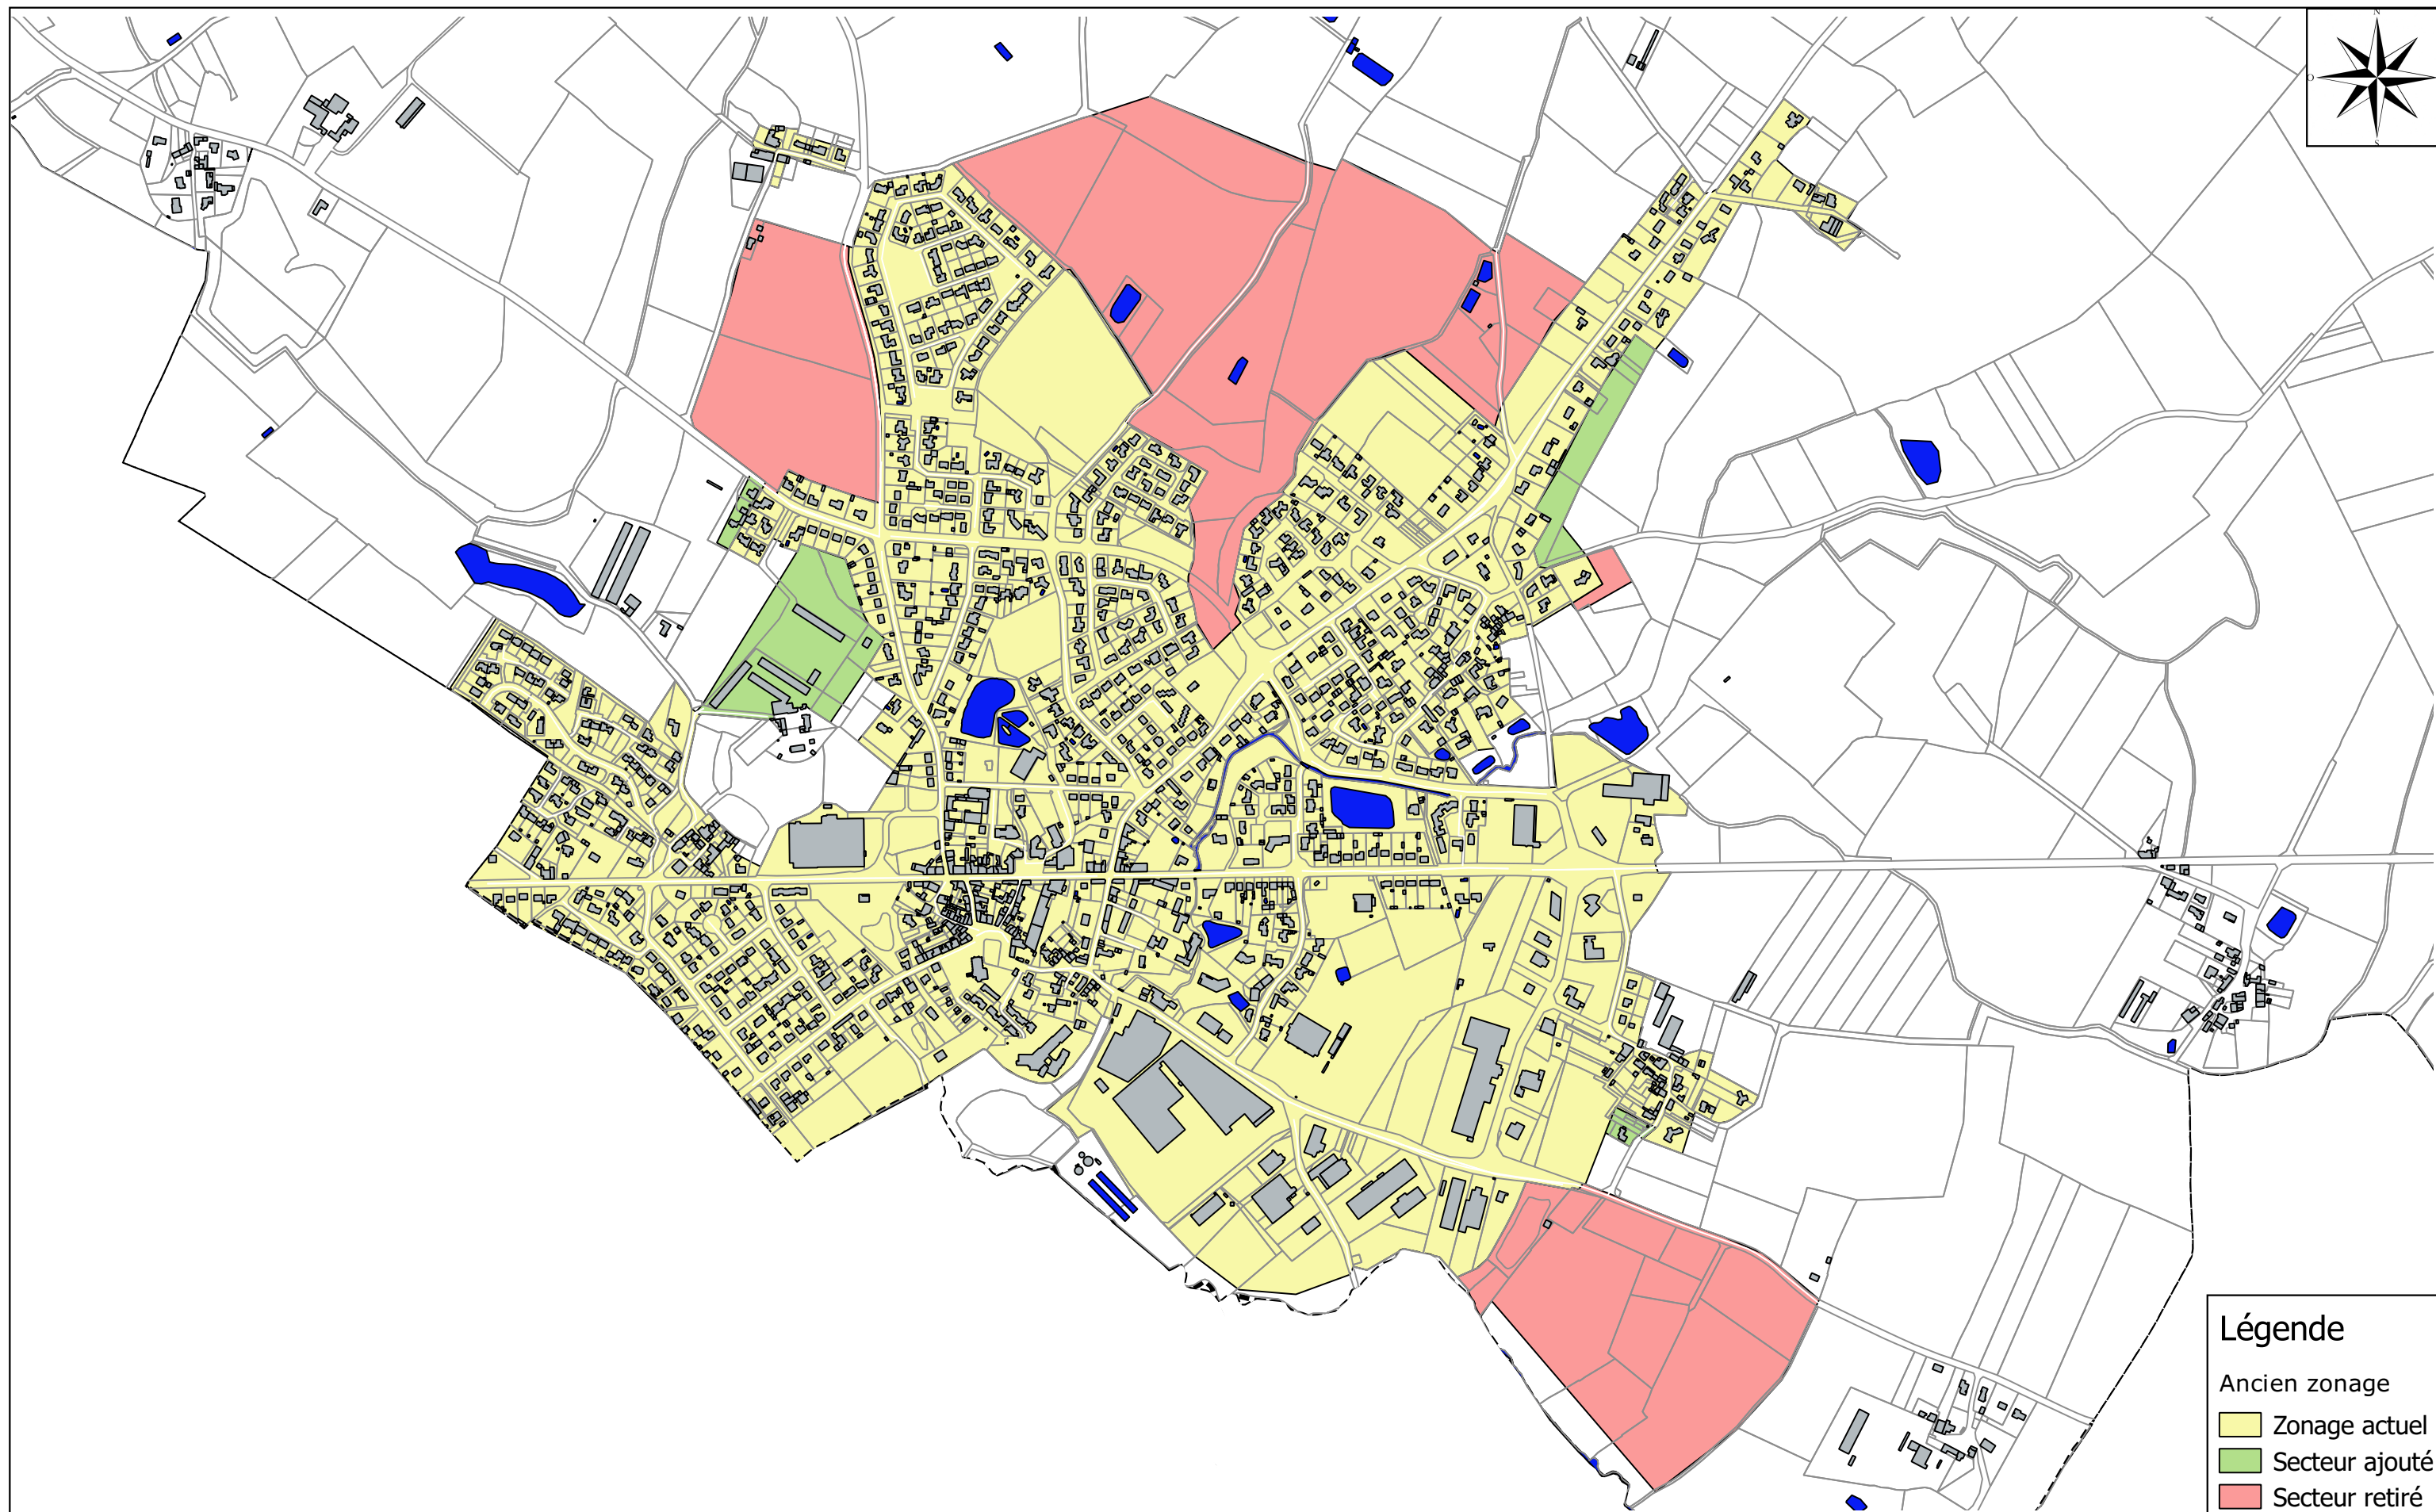 N
O
S
Légende
Ancien zonage
Zonage actuel
Secteur ajouté
Secteur retiré